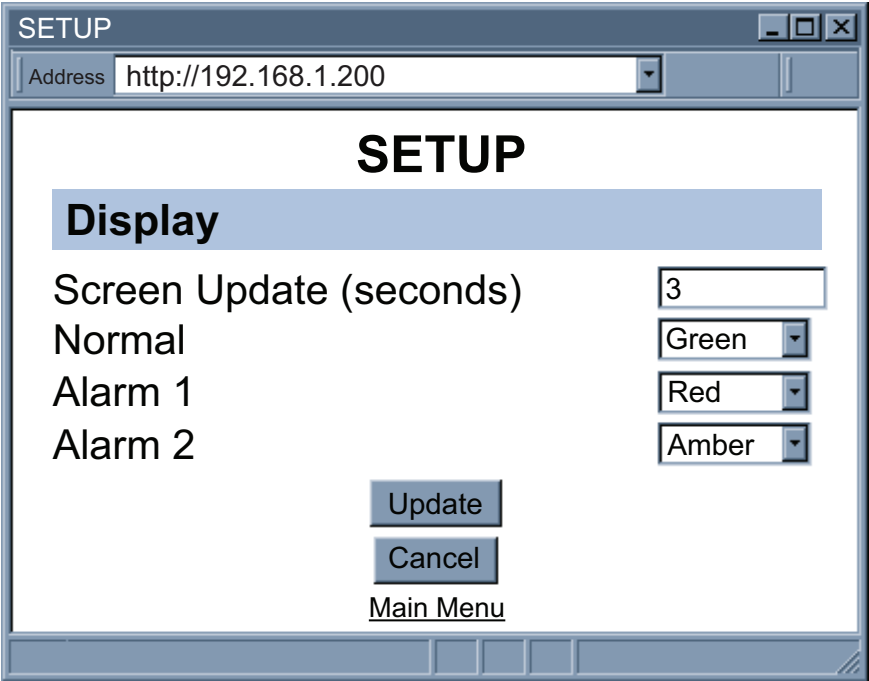 SETUP
Address http://192.168.1.200
SETUP
Display
Screen Update (seconds) 3
Normal Green
Alarm 1 Red
Alarm 2 Amber
Update
Cancel
Main Menu